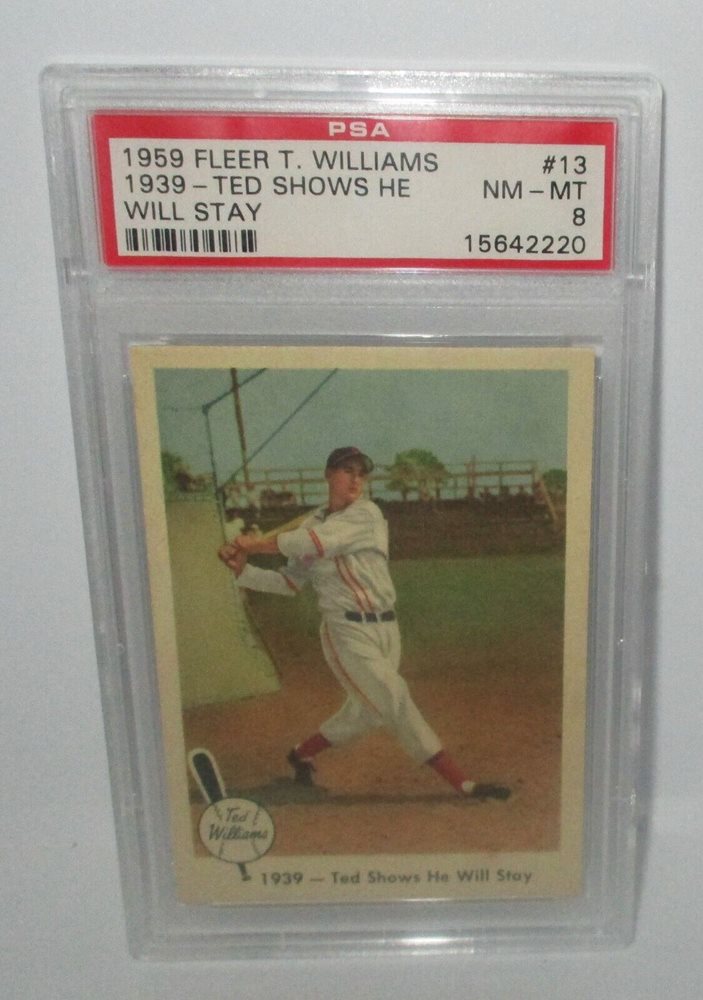 PSA
1959 FLEER T. WILLIAMS #13
1939 – TED SHOWS HE NM – MT
WILL STAY 8
15642220
Ted
Williams
1939 — Ted Shows He Will Stay